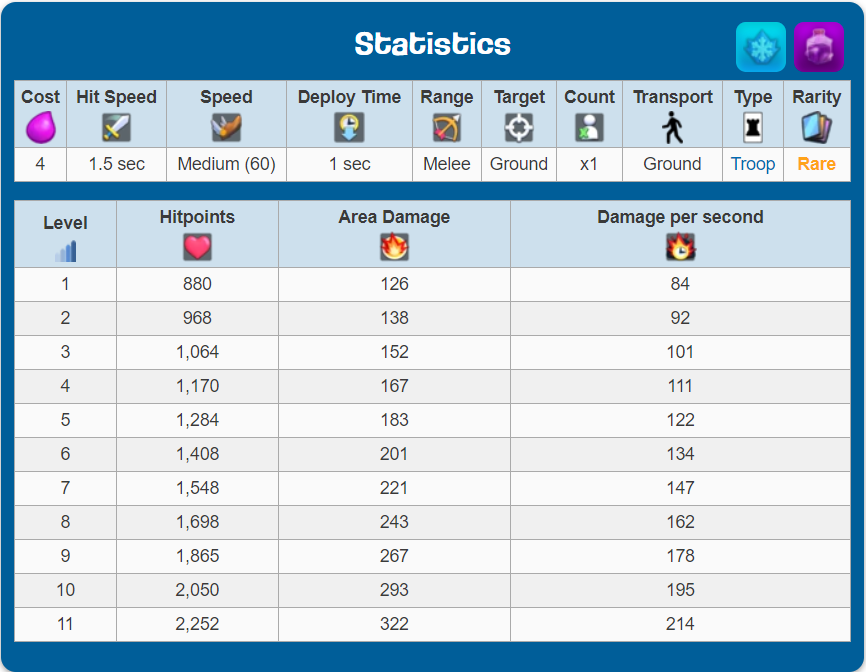 Statistics
Cost Hit Speed Speed Deploy Time Range Target Count Transport Type Rarity
4 1.5 sec Medium (60) 1 sec Melee Ground x1 Ground Troop Rare
Level Hitpoints Area Damage Damage per second
1 880 126 84
2 968 138 92
3 1,064 152 101
4 1,170 167 111
5 1,284 183 122
6 1,408 201 134
7 1,548 221 147
8 1,698 243 162
9 1,865 267 178
10 2,050 293 195
11 2,252 322 214